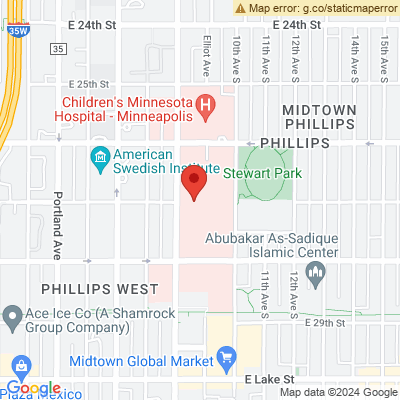 Map error: g.co/staticmaperror
E 24th St
E 24th St
35W
35
Elliot Ave
10th Ave S
11th Ave S
12th Ave S
14th Ave S
15th Ave S
E 25th St
Children's Minnesota
Hospital - Minneapolis
H
MIDTOWN
PHILLIPS
PHILLIPS
American
Swedish Institute
Stewart Park
Portland Ave
Abubakar As-Sadique
Islamic Center
PHILLIPS WEST
11th Ave S
12th Ave S
Ace Ice Co (A Shamrock
Group Company)
E 29th St
Midtown Global Market
E Lake St
Plaza Mexico
Google
Map data ©2024 Google